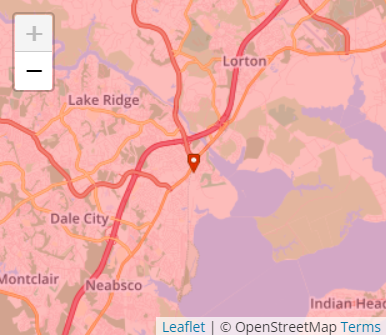 +
Lorton
−
Lake Ridge
Dale City
Montclair
Neabsco
Indian Head
Leaflet | © OpenStreetMap Terms